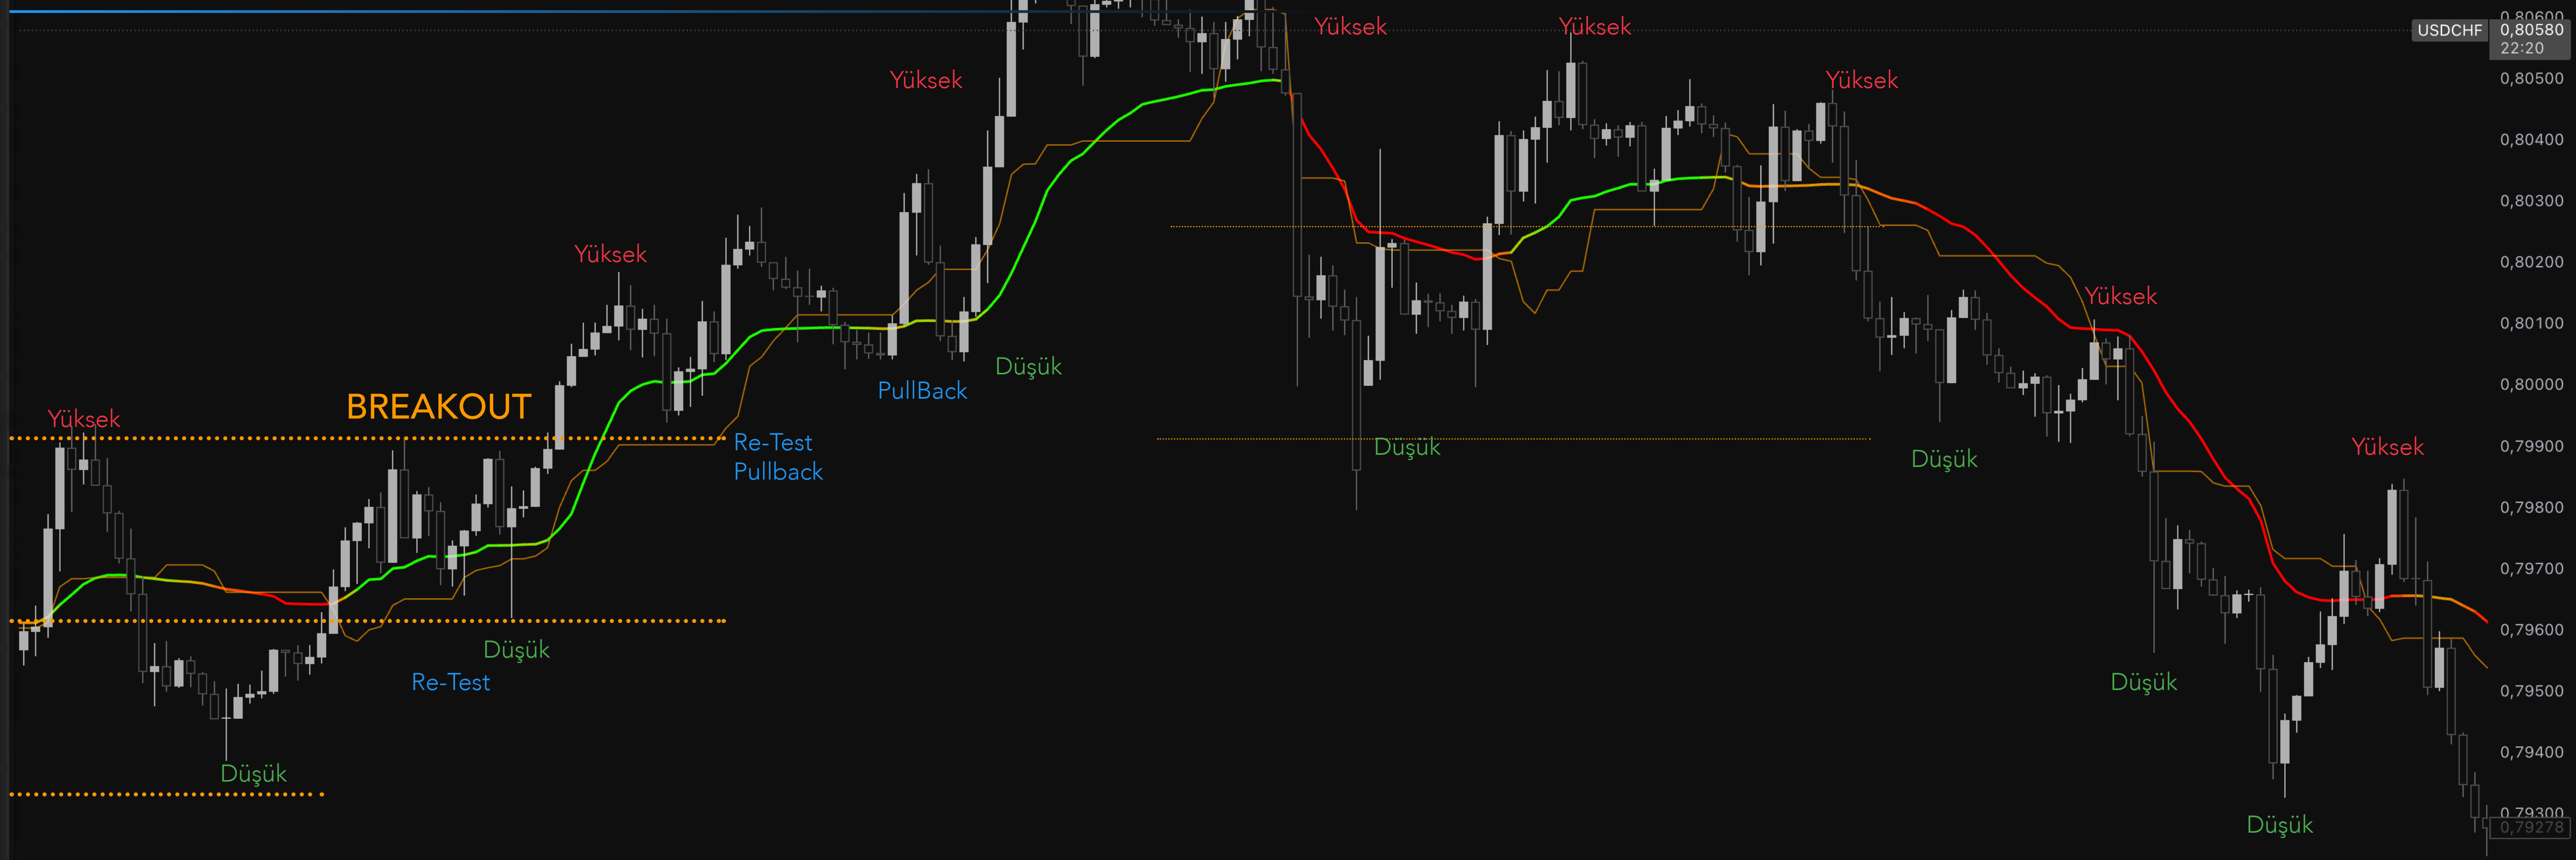 Yüksek
Yüksek
0,80600
USDCHF
0,80580
22:20
Yüksek
Yüksek
0,80500
0,80400
0,80300
0,80200
Yüksek
Yüksek
0,80100
Düşük
PullBack
0,80000
BREAKOUT
Yüksek
Re-Test
Pullback
Düşük
Düşük
Yüksek
0,79900
0,79800
0,79700
0,79600
Düşük
Re-Test
Düşük
0,79500
Düşük
0,79400
0,79300
Düşük
0,79278